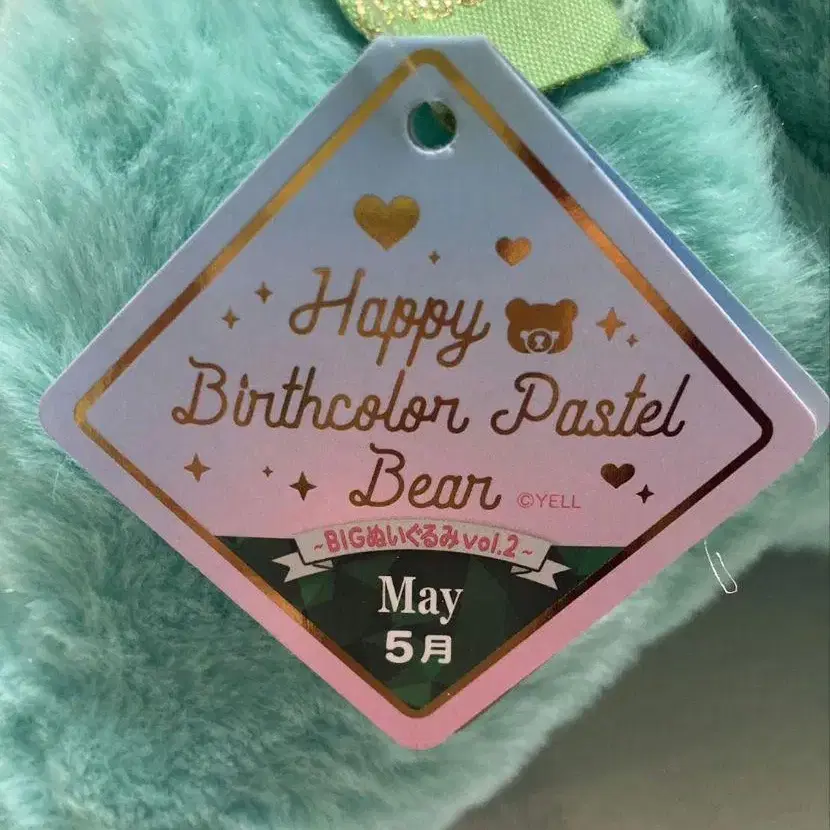 Happy
Birthcolor Pastel
Bear ©YELL
~BIGぬいぐるみvol.2~
May
5月